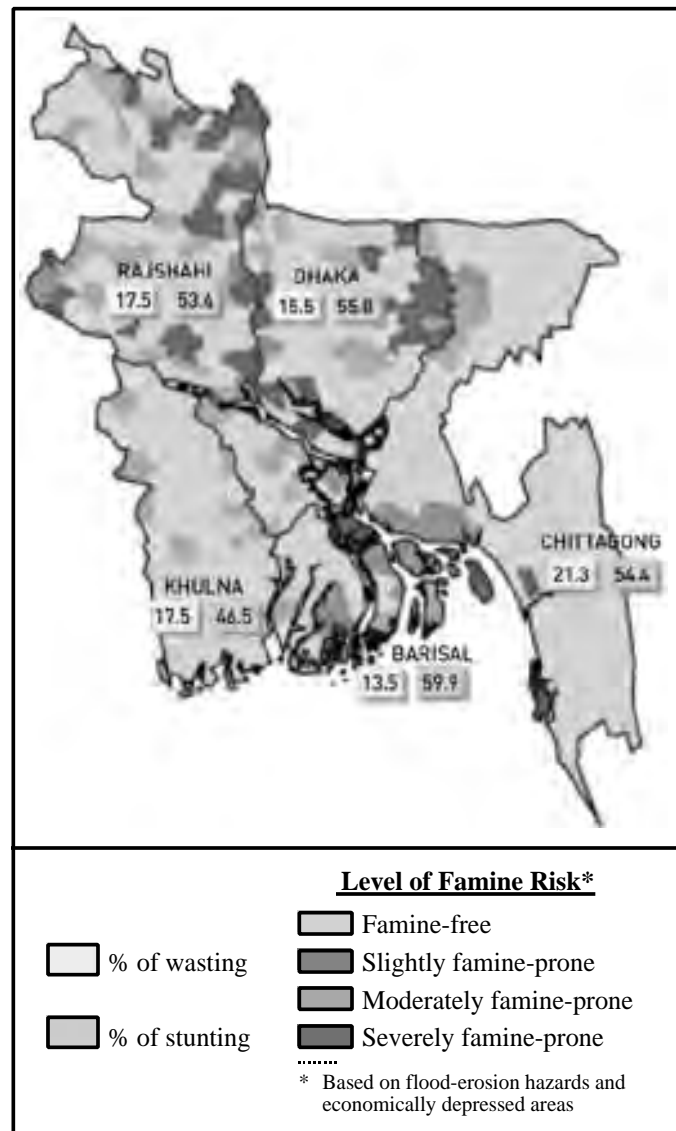 RAJSHAHI
17.5 53.4
DHAKA
15.5 55.8
CHITTAGONG
21.3 54.4
KHULNA
17.5 46.5
BARISAL
13.5 59.9
% of wasting
% of stunting
Level of Famine Risk*
Famine-free
Slightly famine-prone
Moderately famine-prone
Severely famine-prone
* Based on flood-erosion hazards and
economically depressed areas